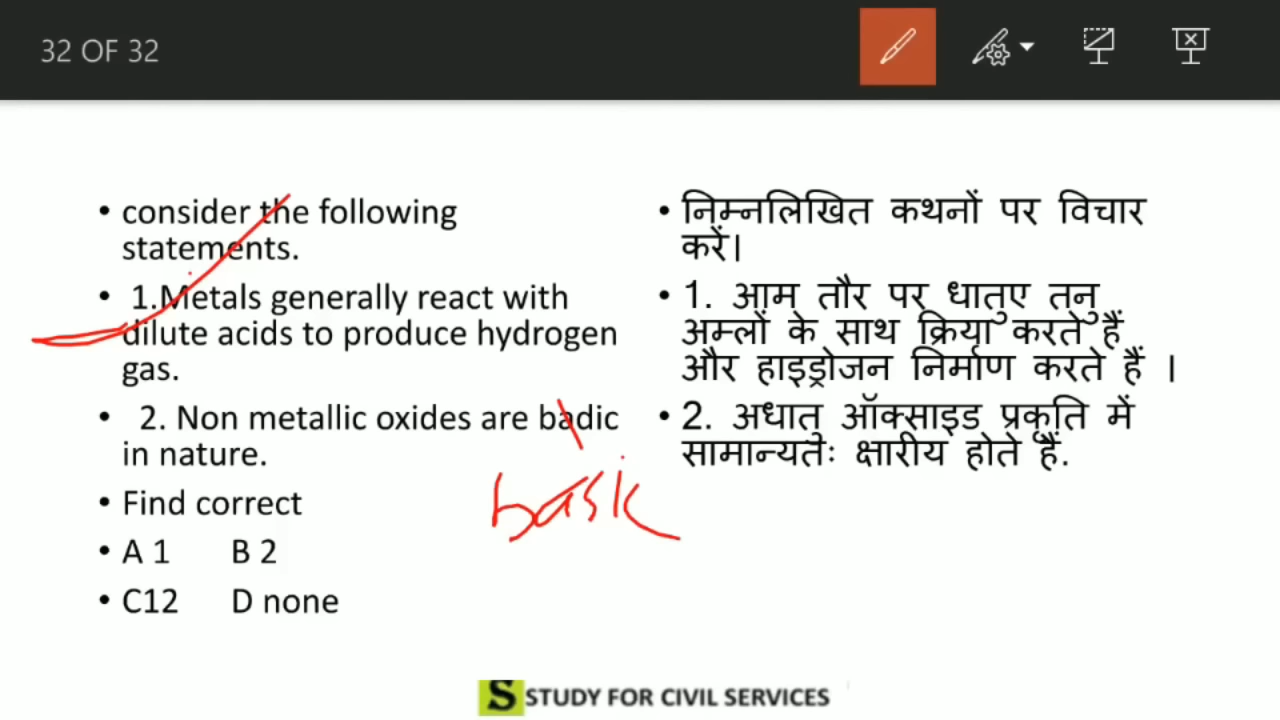 32 OF 32
• consider the following
statements.
• 1.Metals generally react with
dilute acids to produce hydrogen
gas.
• 2. Non metallic oxides are badic
in nature.
basic
• Find correct
• A 1 B 2
• C12 D none
• निम्नलिखित कथनों पर विचार
करें।
• 1. आम तौर पर धातुए तनु
अम्लों के साथ क्रिया करते हैं
और हाइड्रोजन निर्माण करते हैं ।
• 2. अधातु ऑक्साइड प्रकृति में
सामान्यतः क्षारीय होते हैं.
S STUDY FOR CIVIL SERVICES